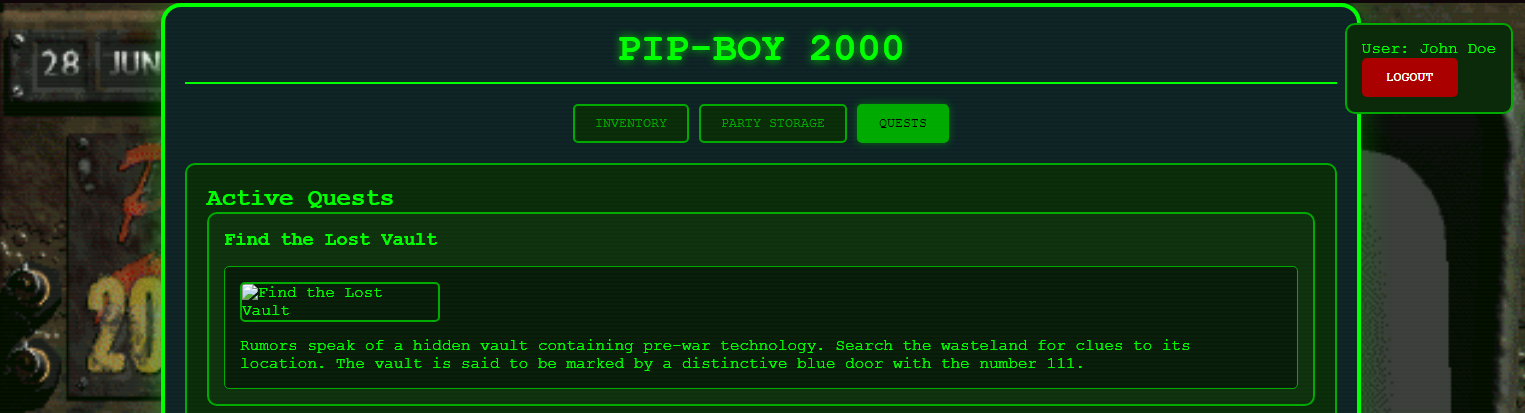 PIP-BOY 2000
User: John Doe
LOGOUT
28 JUN
INVENTORY
PARTY STORAGE
QUESTS
Active Quests
Find the Lost Vault
Find the Lost
Vault
Rumors speak of a hidden vault containing pre-war technology. Search the wasteland for clues to its
location. The vault is said to be marked by a distinctive blue door with the number 111.
20